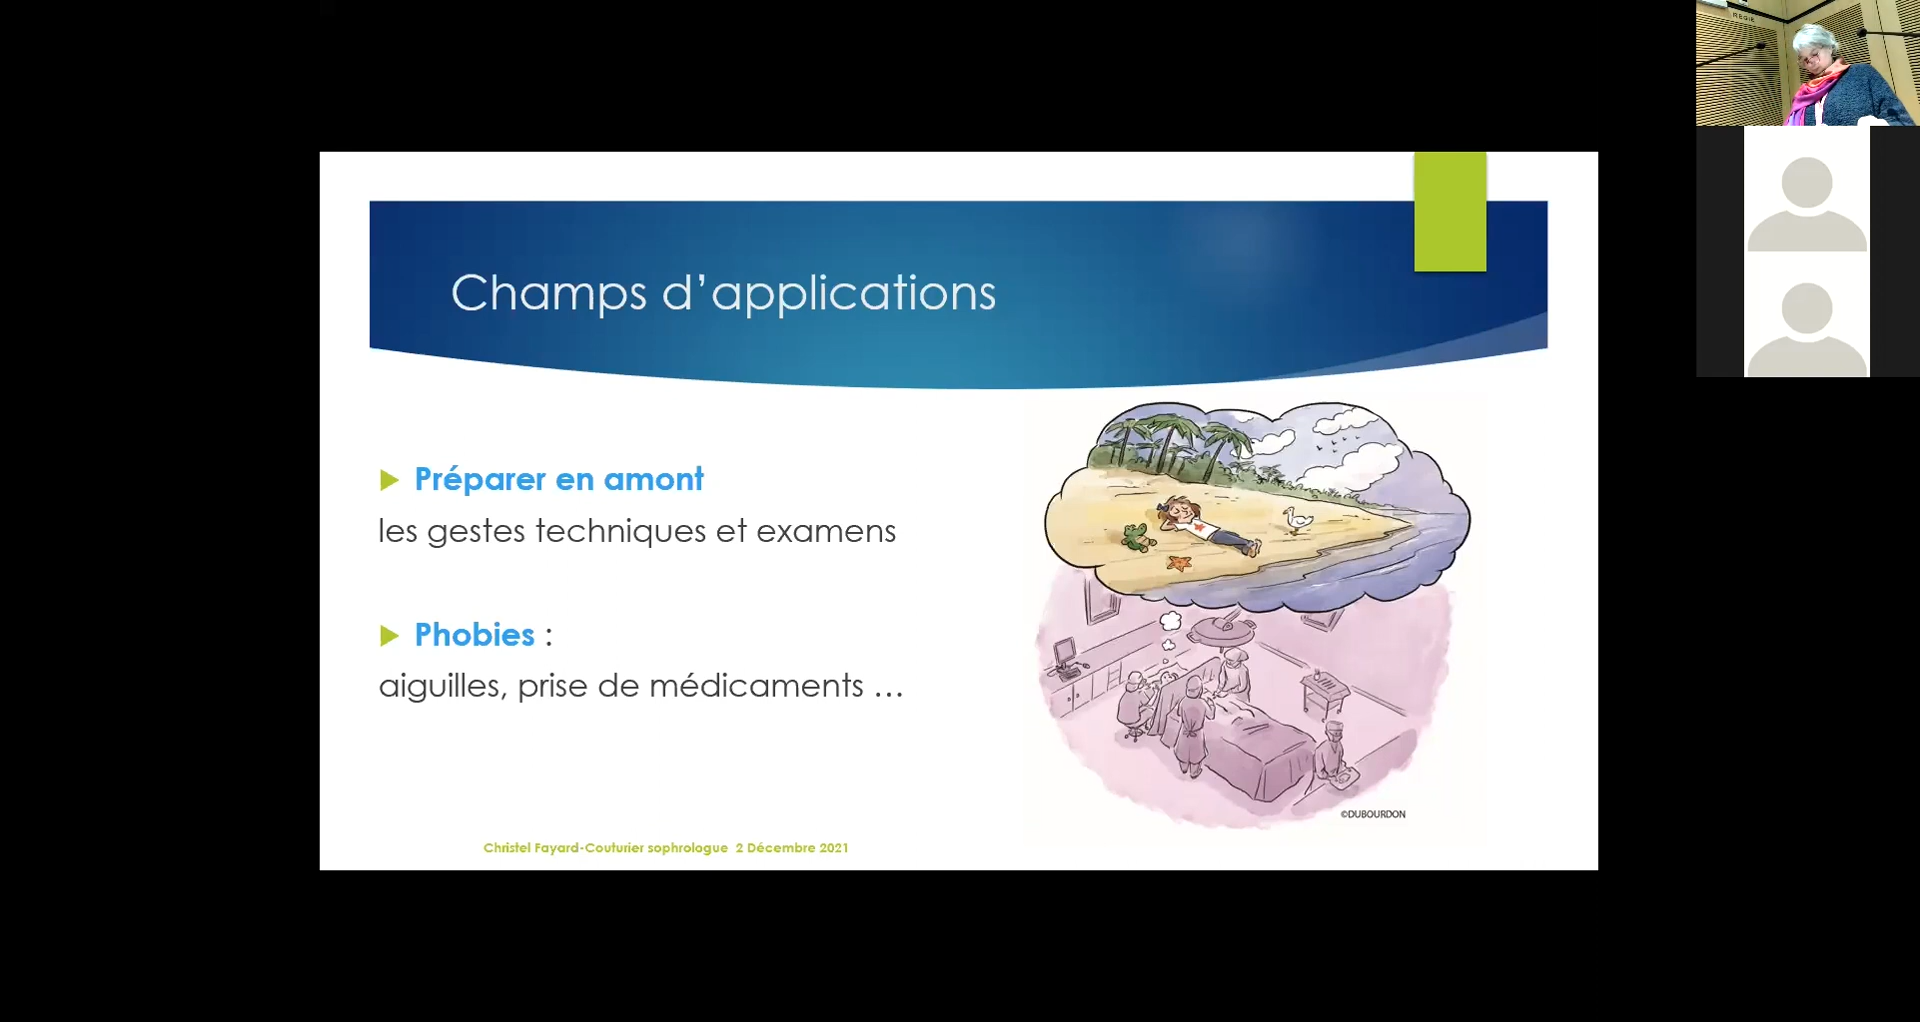 REGIE
Champs d’applications
Préparer en amont
les gestes techniques et examens
Phobies :
aiguilles, prise de médicaments ...
©DUBOURDON
Christel Fayard-Couturier sophrologue 2 Décembre 2021